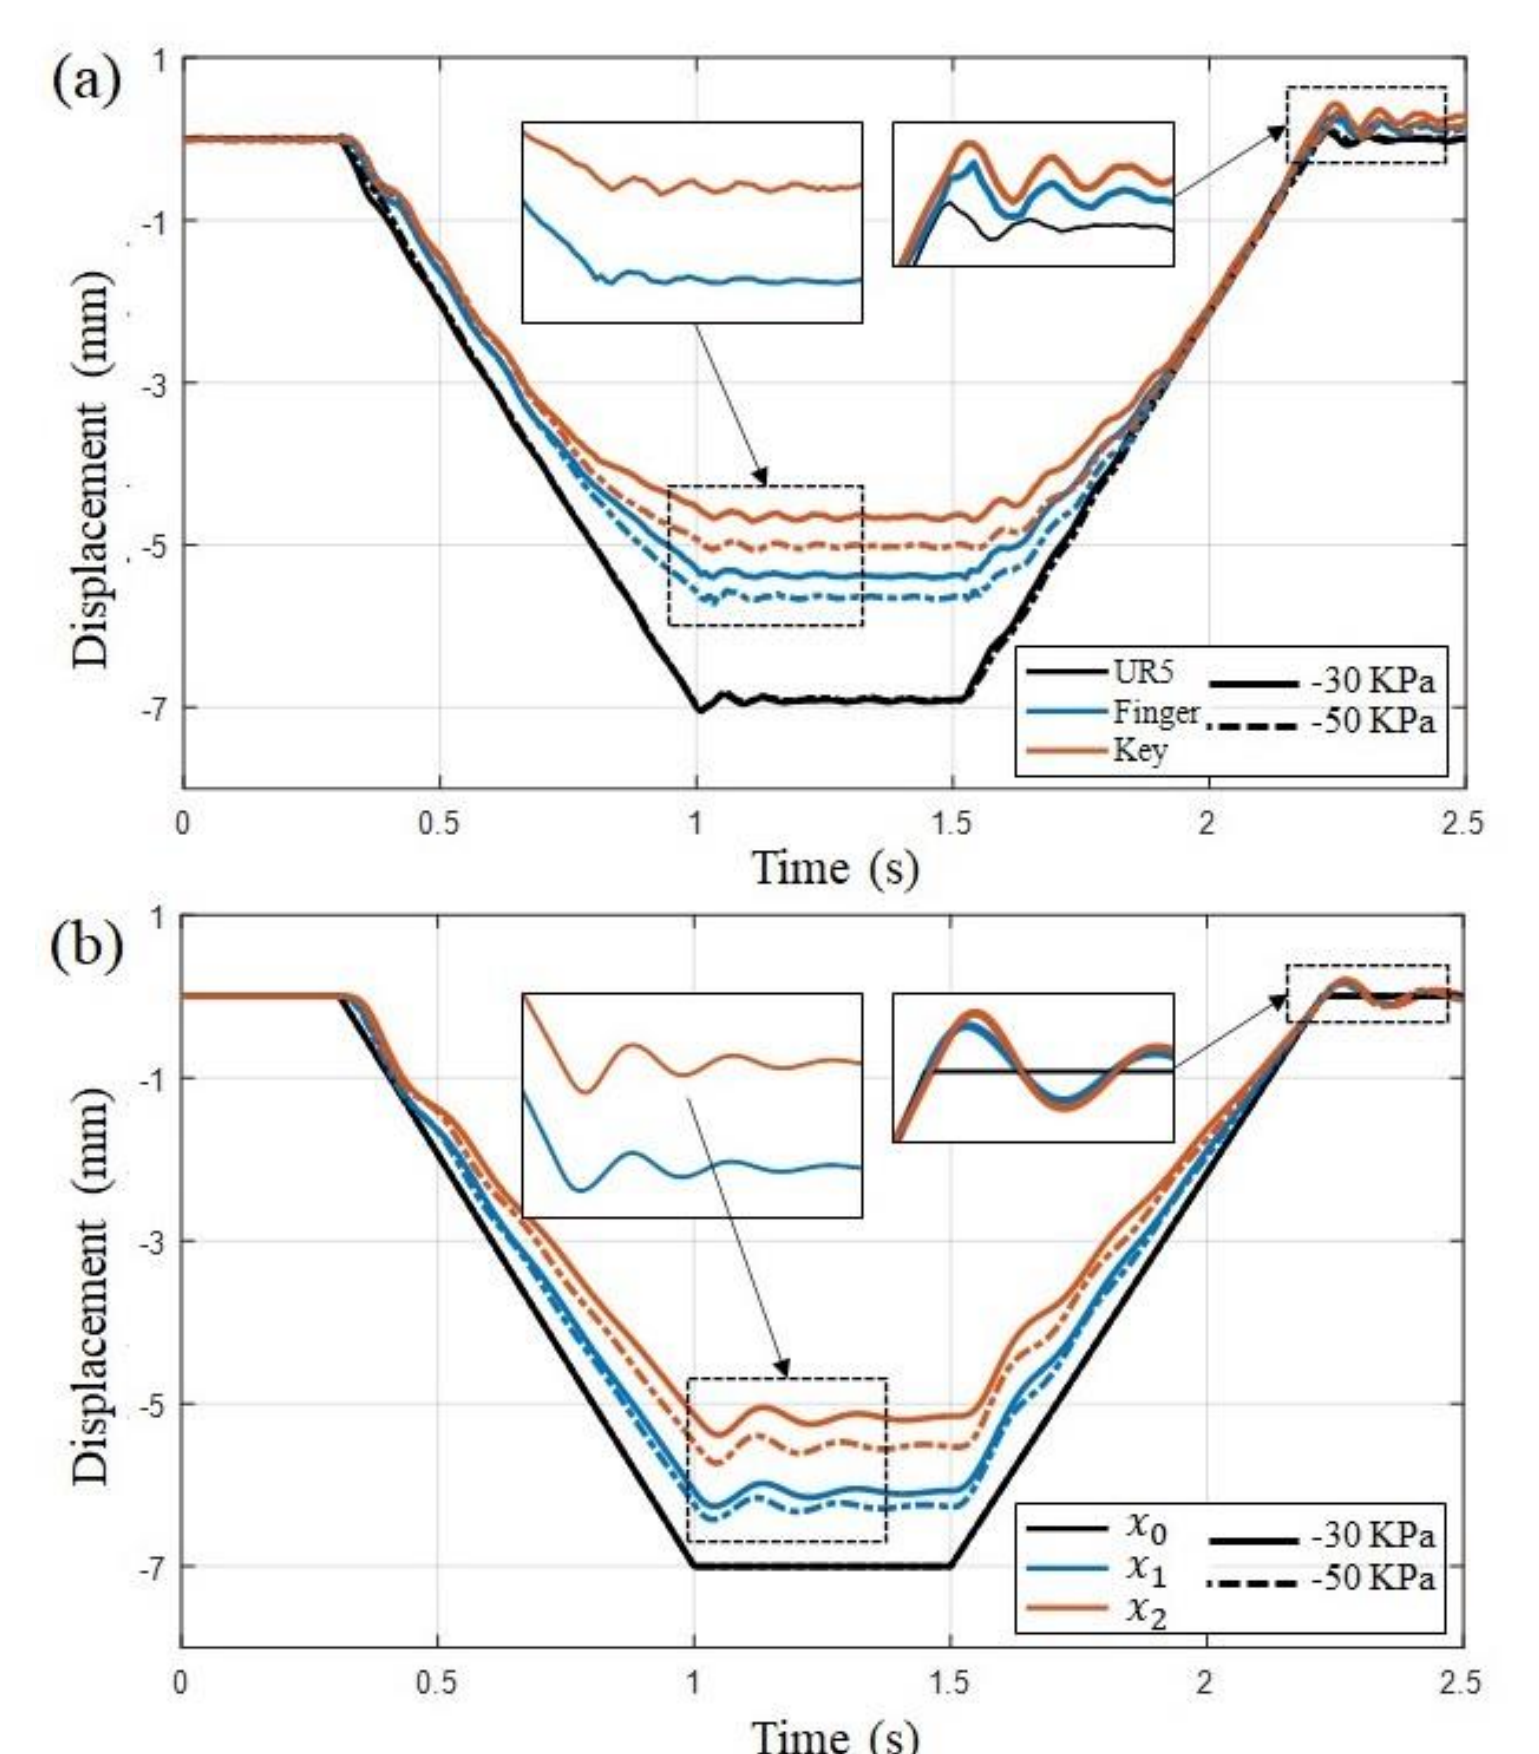 (a)
1
-1
-3
-5
-7
Displacement (mm)
UR5
Finger
Key
-30 KPa
-50 KPa
0 0.5 1 1.5 2 2.5
Time (s)
(b)
1
-1
-3
-5
-7
Displacement (mm)
x0
x1
x2
-30 KPa
-50 KPa
0 0.5 1 1.5 2 2.5
Time (s)